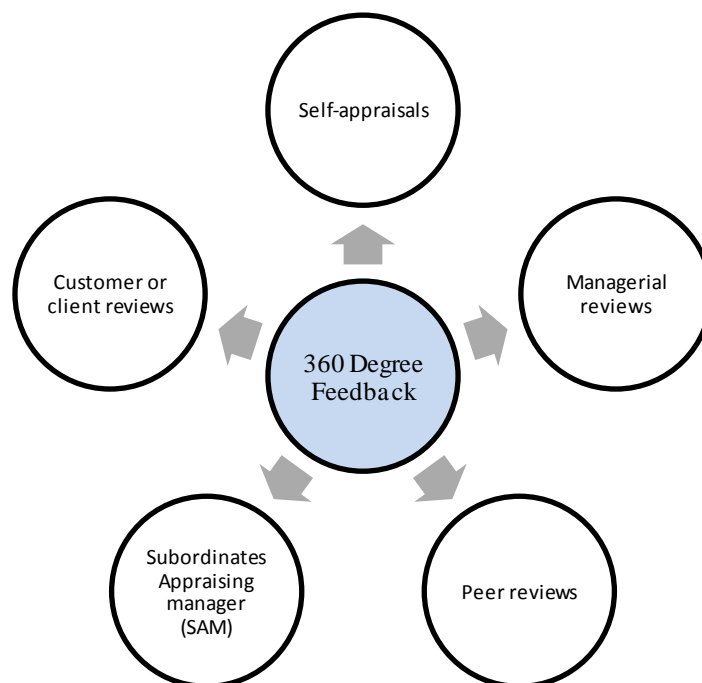 Self-appraisals
Customer or
client reviews
Managerial
reviews
360 Degree
Feedback
Subordinates
Appraising
manager
(SAM)
Peer reviews